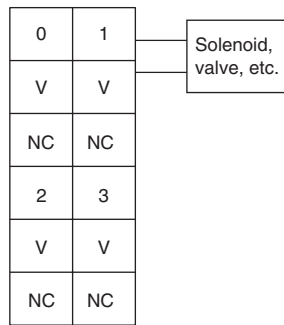 0 1
Solenoid,
valve, etc.
V V
NC NC
2 3
V V
NC NC